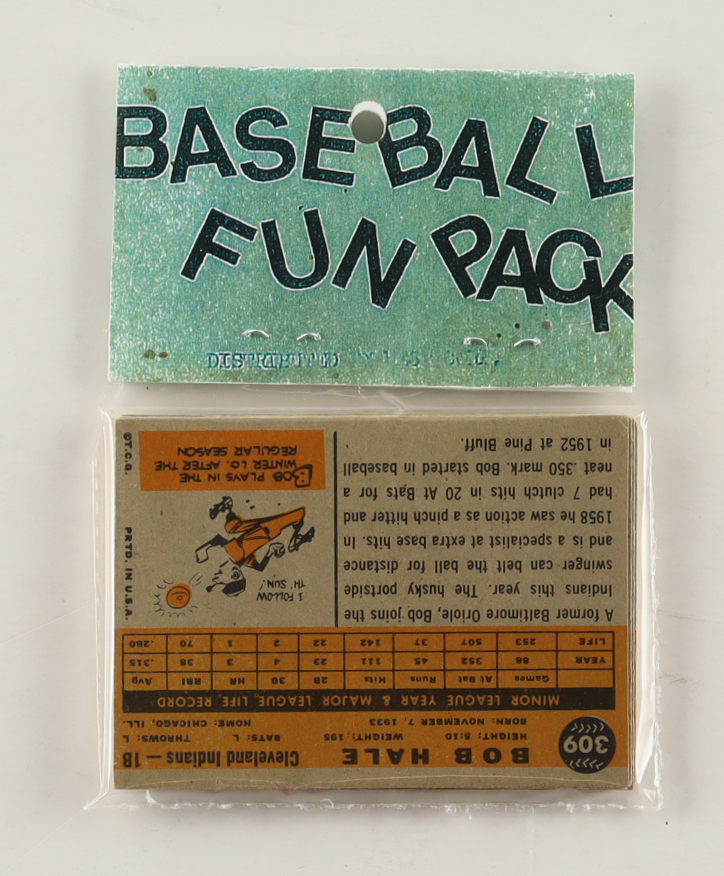 BASEBALL
FUN PACK
DISTRIBUTED
309
BOB HALE
Cleveland Indians — 1B
HEIGHT: 5:10 WEIGHT: 195 BATS: L THROWS: L
BORN: NOVEMBER 7, 1933 HOME: CHICAGO, ILL.
MINOR LEAGUE YEAR & MAJOR LEAGUE LIFE RECORD
Games At Bat Runs Hits 2B 3B HR RBI Avg
YEAR 88 352 45 111 23 4 3 38 .315
LIFE 253 507 37 142 22 2 1 70 .280
A former Baltimore Oriole, Bob, joins the
Indians this year. The husky portside
swinger can belt the ball for distance
and is a specialist at extra base hits. In
1958 he saw action as a pinch hitter and
had 7 clutch hits in 20 At Bats for a
neat .350 mark. Bob started in baseball
in 1952 at Pine Bluff.
I FOLLOW
TH' SUN!
BOB PLAYS IN THE
WINTER LG. AFTER THE
REGULAR SEASON
©T.C.G. PRTD. IN U.S.A.